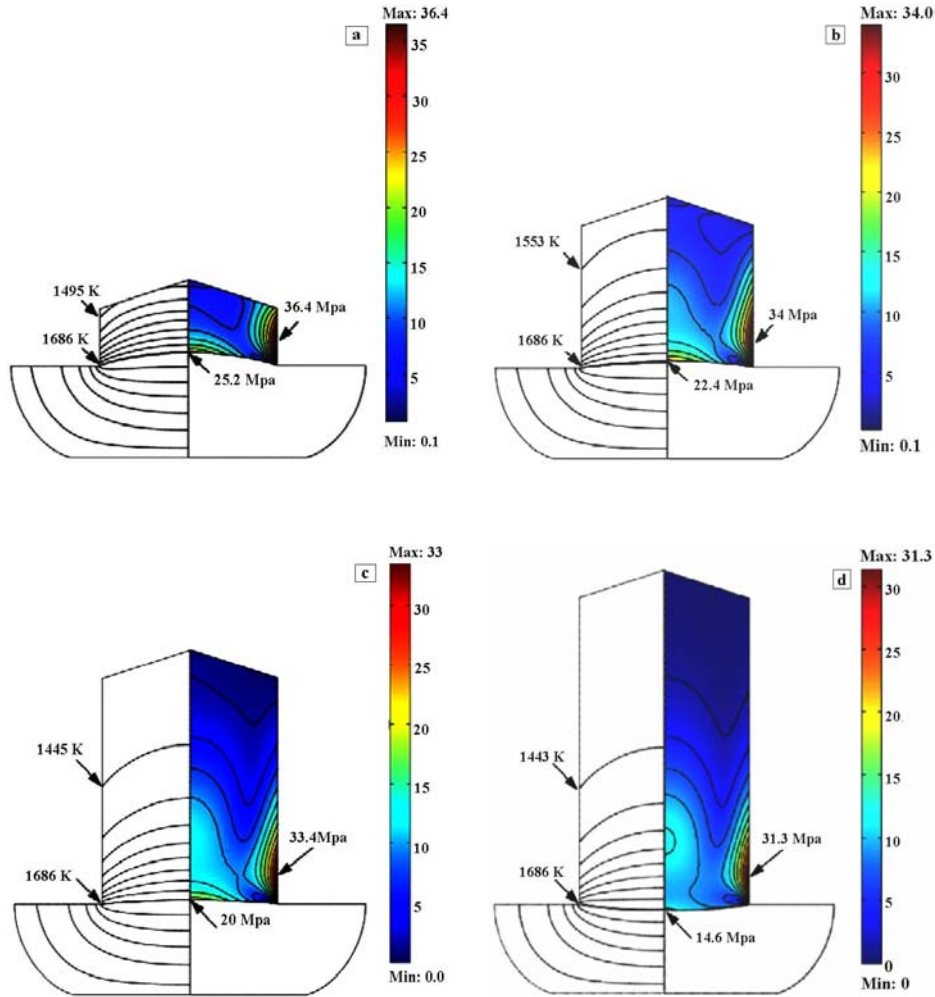 Max: 36.4
a
35
30
25
20
15
10
5
Min: 0.1
1495 K
1686 K
36.4 Mpa
25.2 Mpa
Max: 34.0
b
30
25
20
15
10
5
Min: 0.1
1553 K
1686 K
34 Mpa
22.4 Mpa
Max: 33
c
30
25
20
15
10
5
Min: 0.0
1445 K
1686 K
33.4Mpa
20 Mpa
Max: 31.3
d
30
25
20
15
10
5
0
Min: 0
1443 K
1686 K
31.3 Mpa
14.6 Mpa